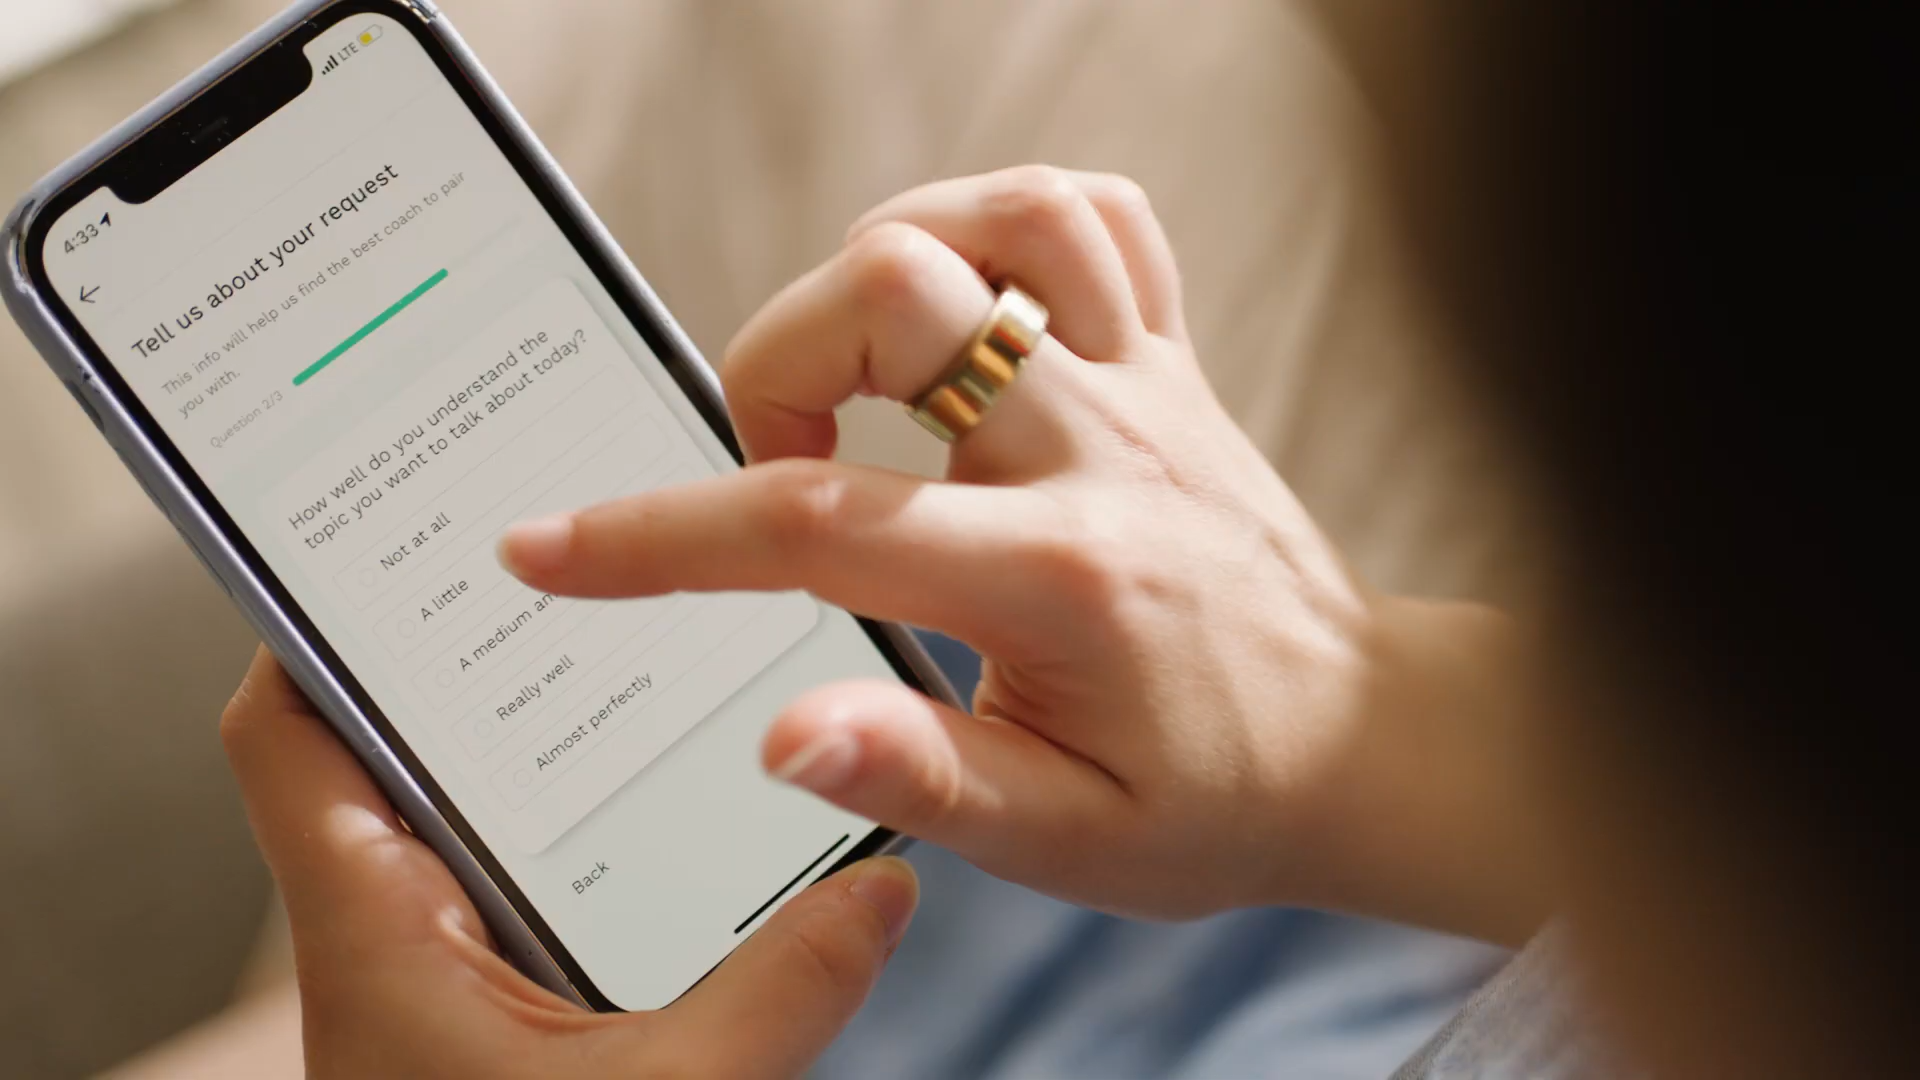 4:33
LTE
Tell us about your request
This info will help us find the best coach to pair
you with.
Question 2/3
How well do you understand the
topic you want to talk about today?
Not at all
A little
A medium
Really well
Almost perfectly
Back